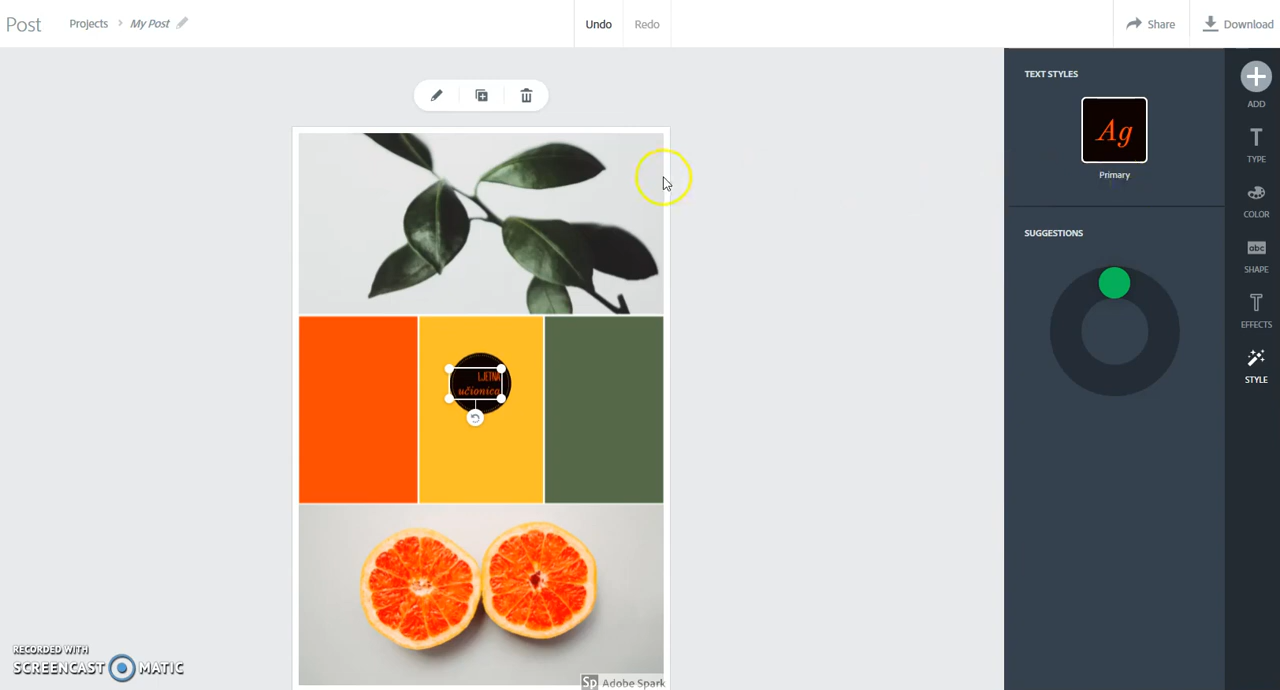 Post
Projects > My Post
Undo
Redo
Share
Download
TEXT STYLES
Ag
Primary
SUGGESTIONS
ADD
T
TYPE
COLOR
abc
SHAPE
T
EFFECTS
STYLE
LJETNA
učionica
Sp Adobe Spark
RECORDED WITH
SCREENCAST MATIC